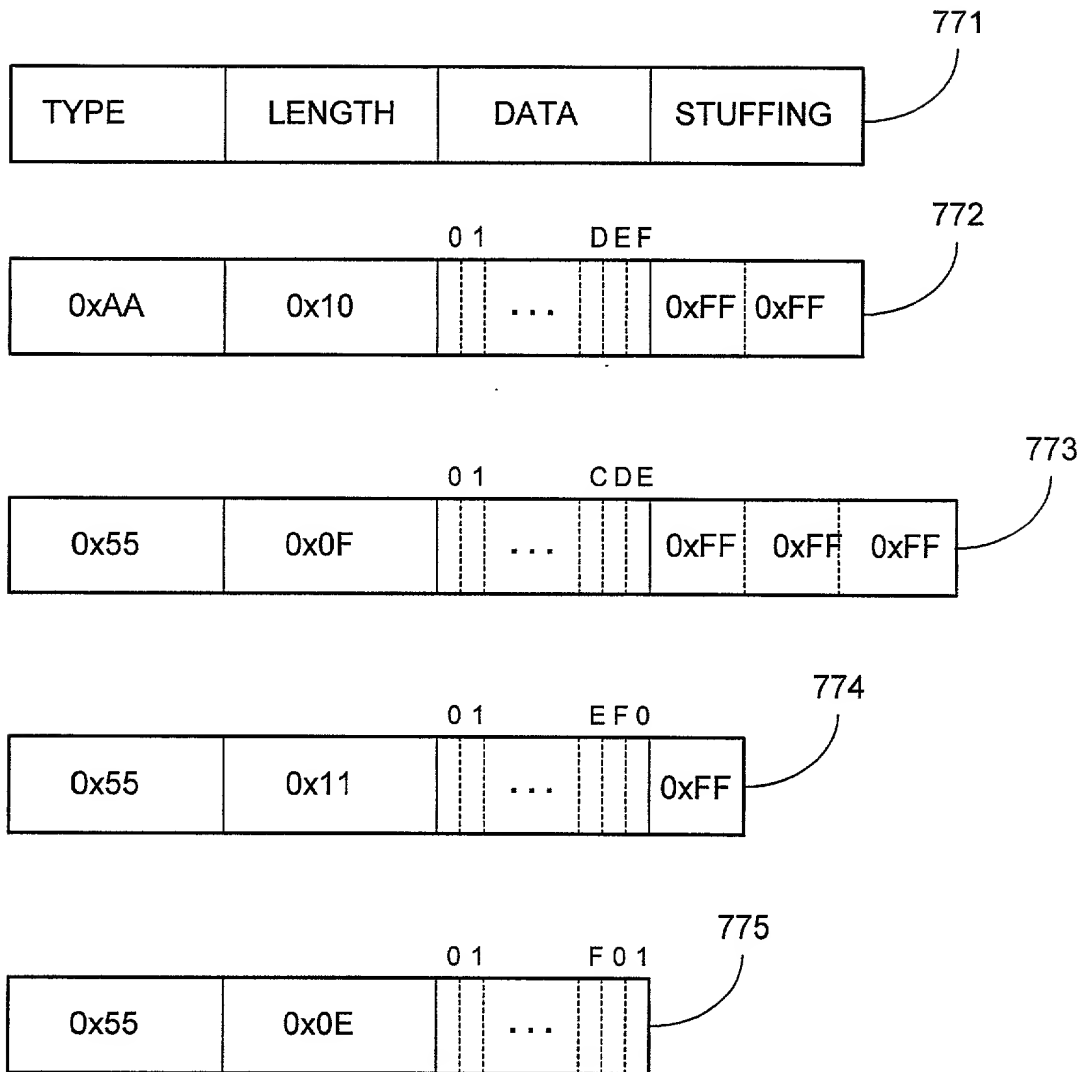 771
TYPE LENGTH DATA STUFFING
772
0 1 D E F
0xAA 0x10 ... 0xFF 0xFF
773
0 1 C D E
0x55 0x0F ... 0xFF 0xFF 0xFF
774
0 1 E F 0
0x55 0x11 ... 0xFF
775
0 1 F 0 1
0x55 0x0E ...